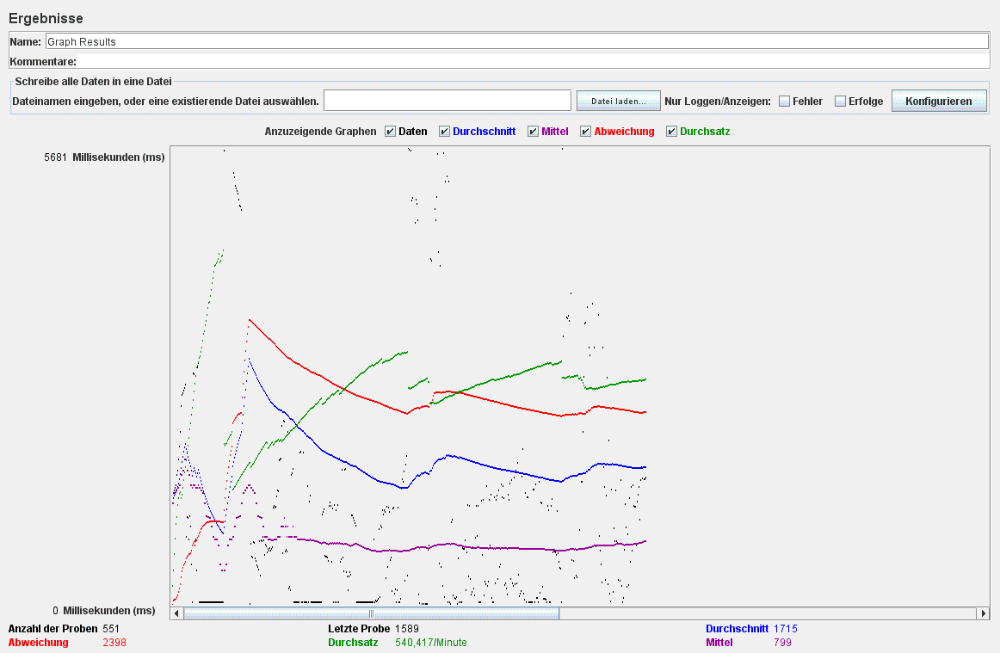 Ergebnisse
Name: Graph Results
Kommentare:
Schreibe alle Daten in eine Datei
Dateinamen eingeben, oder eine existierende Datei auswählen. Datei laden... Nur Loggen/Anzeigen: Fehler Erfolge Konfigurieren
Anzuzeigende Graphen Daten Durchschnitt Mittel Abweichung Durchsatz
5681 Millisekunden (ms)
0 Millisekunden (ms)
Anzahl der Proben 551 Letzte Probe 1589 Durchschnitt 1715
Abweichung 2398 Durchsatz 540,417/Minute Mittel 799